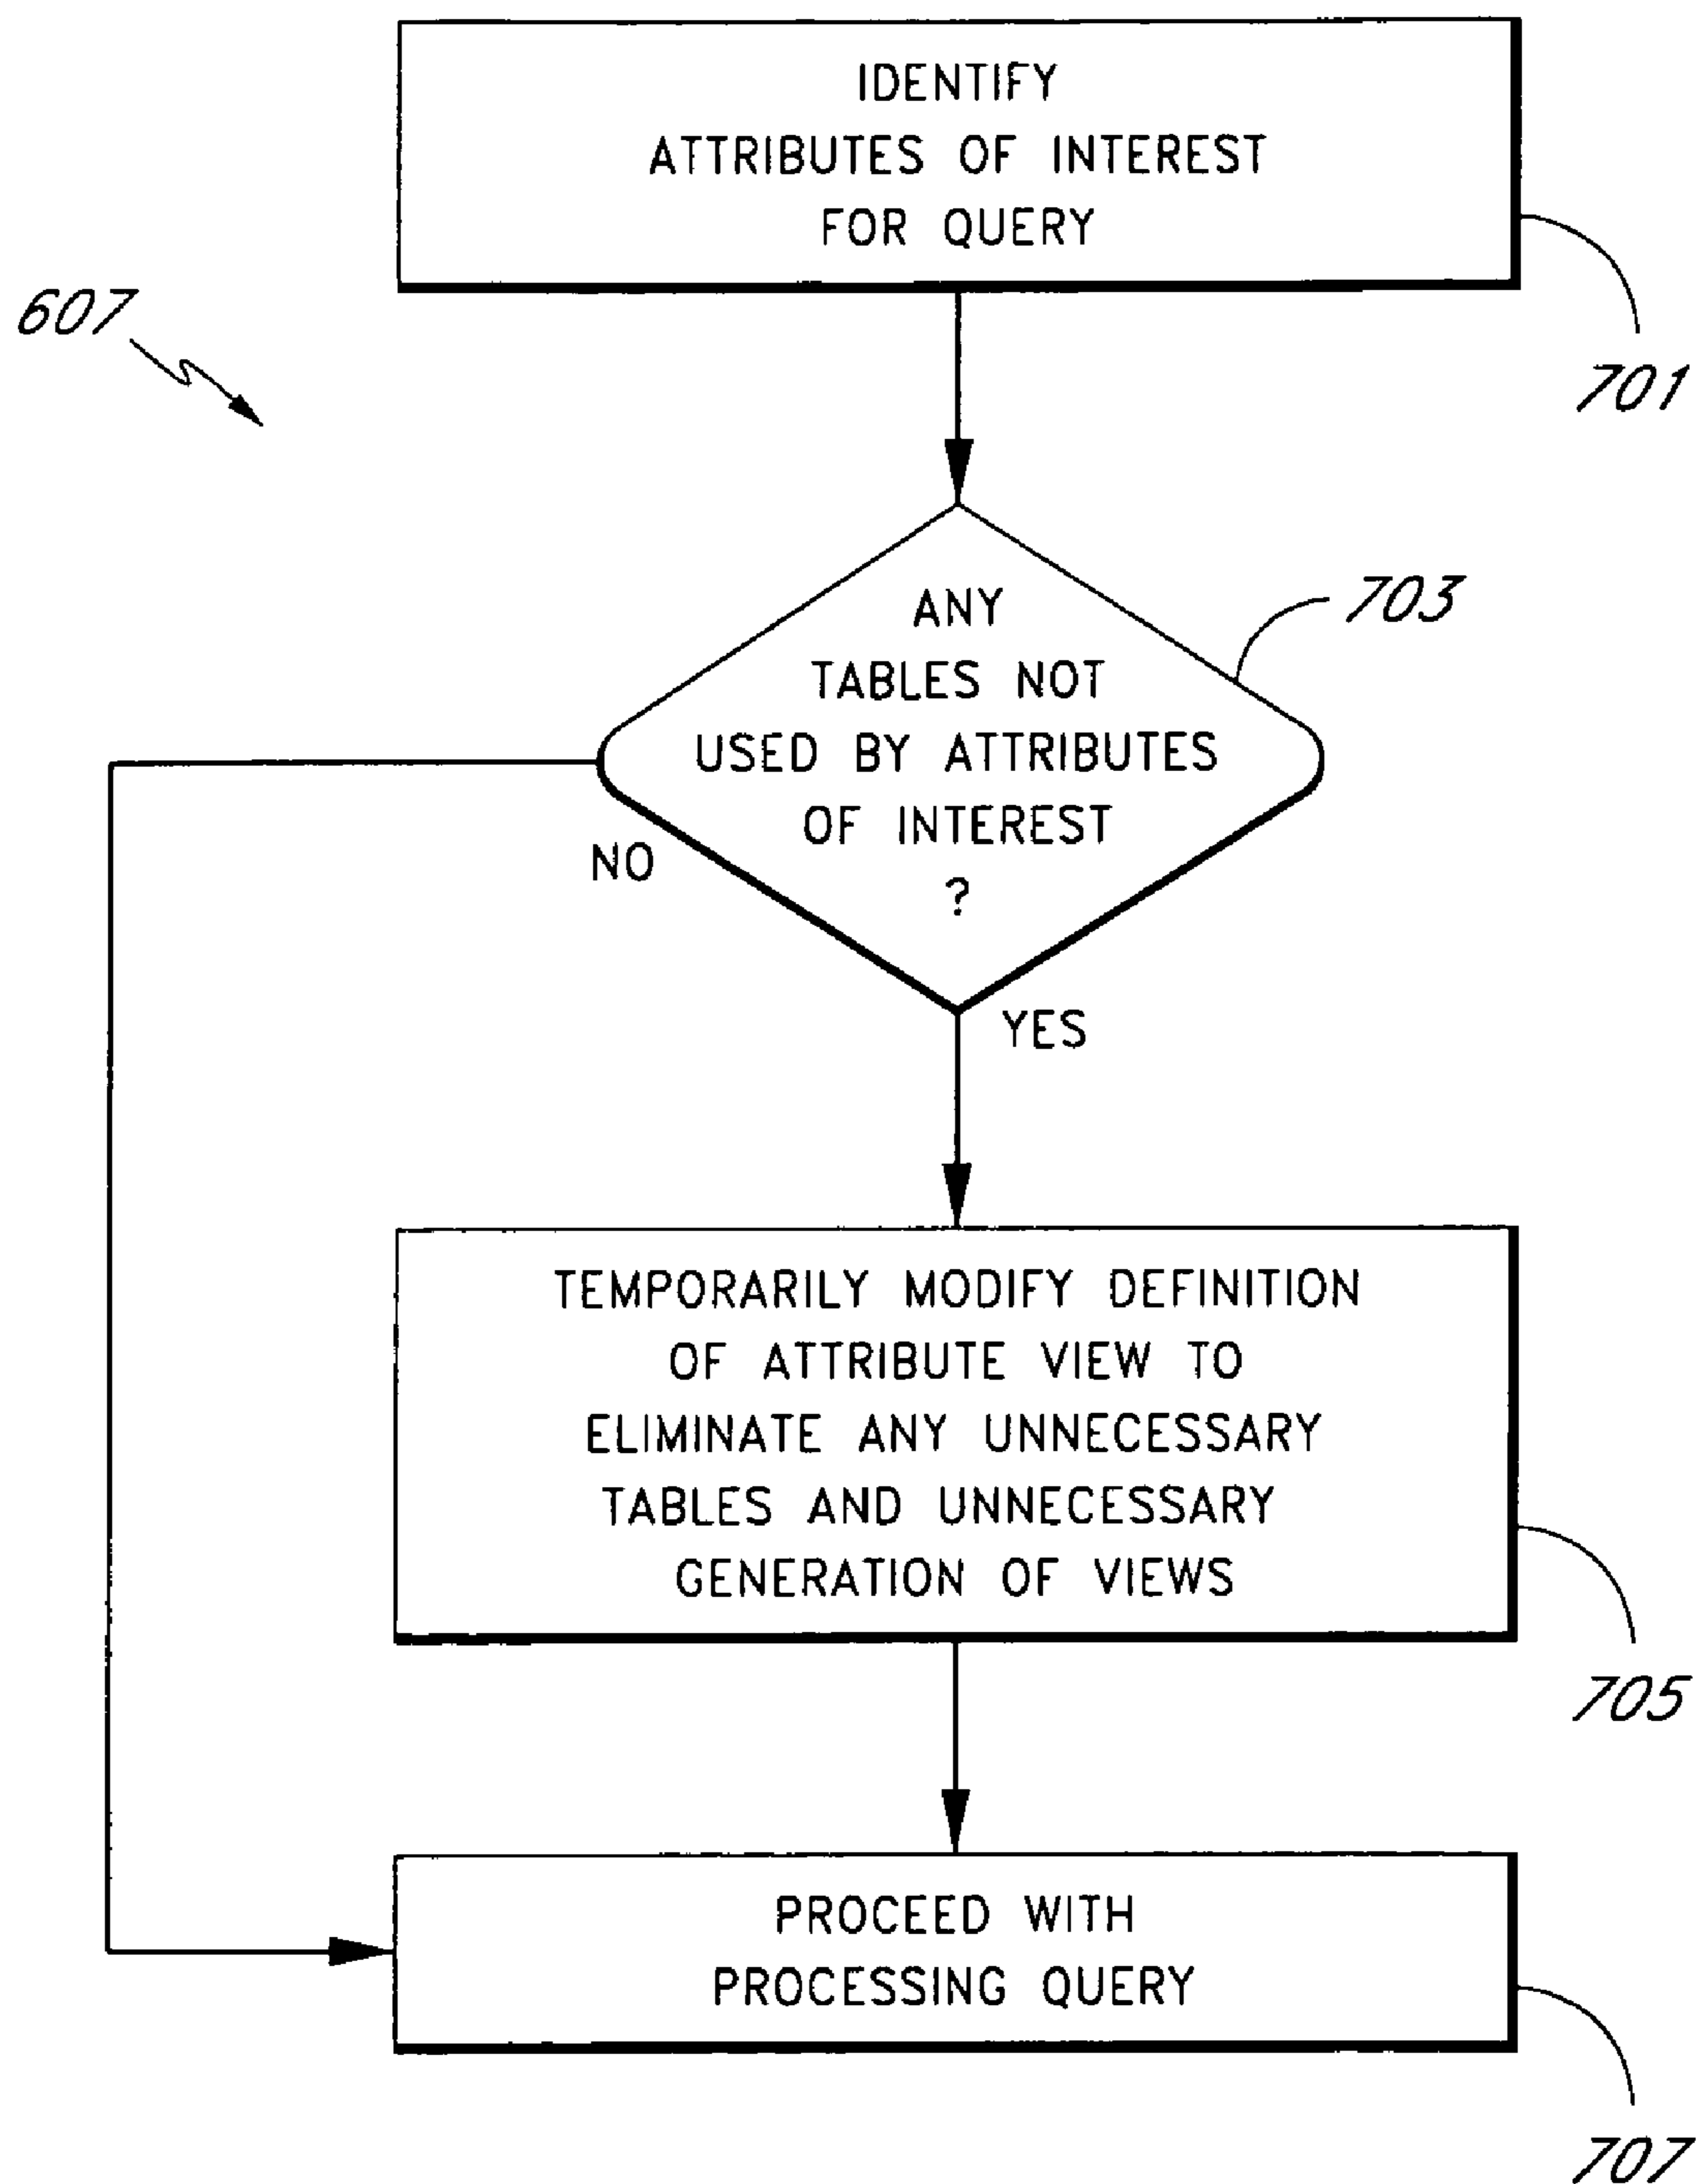 IDENTIFY
ATTRIBUTES OF INTEREST
FOR QUERY
607
701
ANY
TABLES NOT
USED BY ATTRIBUTES
OF INTEREST
?
703
NO
YES
TEMPORARILY MODIFY DEFINITION
OF ATTRIBUTE VIEW TO
ELIMINATE ANY UNNECESSARY
TABLES AND UNNECESSARY
GENERATION OF VIEWS
705
PROCEED WITH
PROCESSING QUERY
707